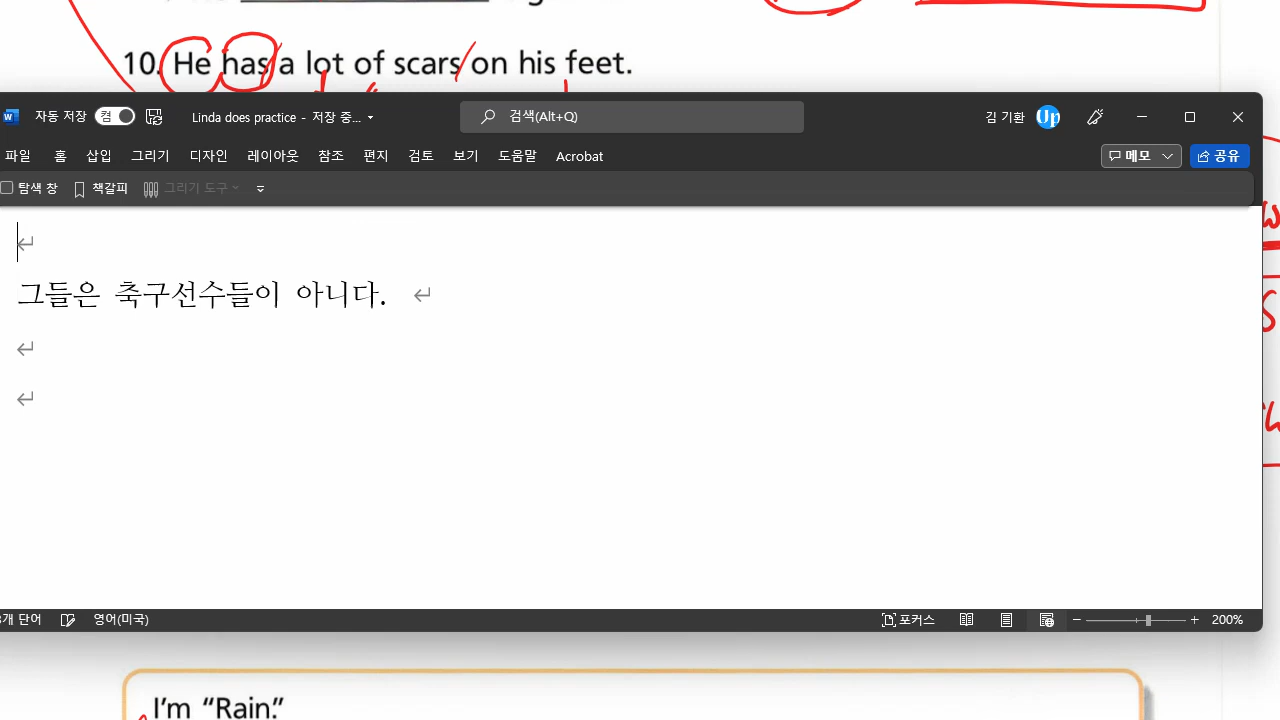 10. He has a lot of scars on his feet.
자동 저장 켬 Linda does practice - 저장 중... 검색(Alt+Q) 김 기환 Up
파일 홈 삽입 그리기 디자인 레이아웃 참조 편지 검토 보기 도움말 Acrobat 메모 공유
탐색 창 책갈피 그리기 도구
그들은 축구선수들이 아니다.
개 단어 영어(미국) 포커스 200%
I'm “Rain.”